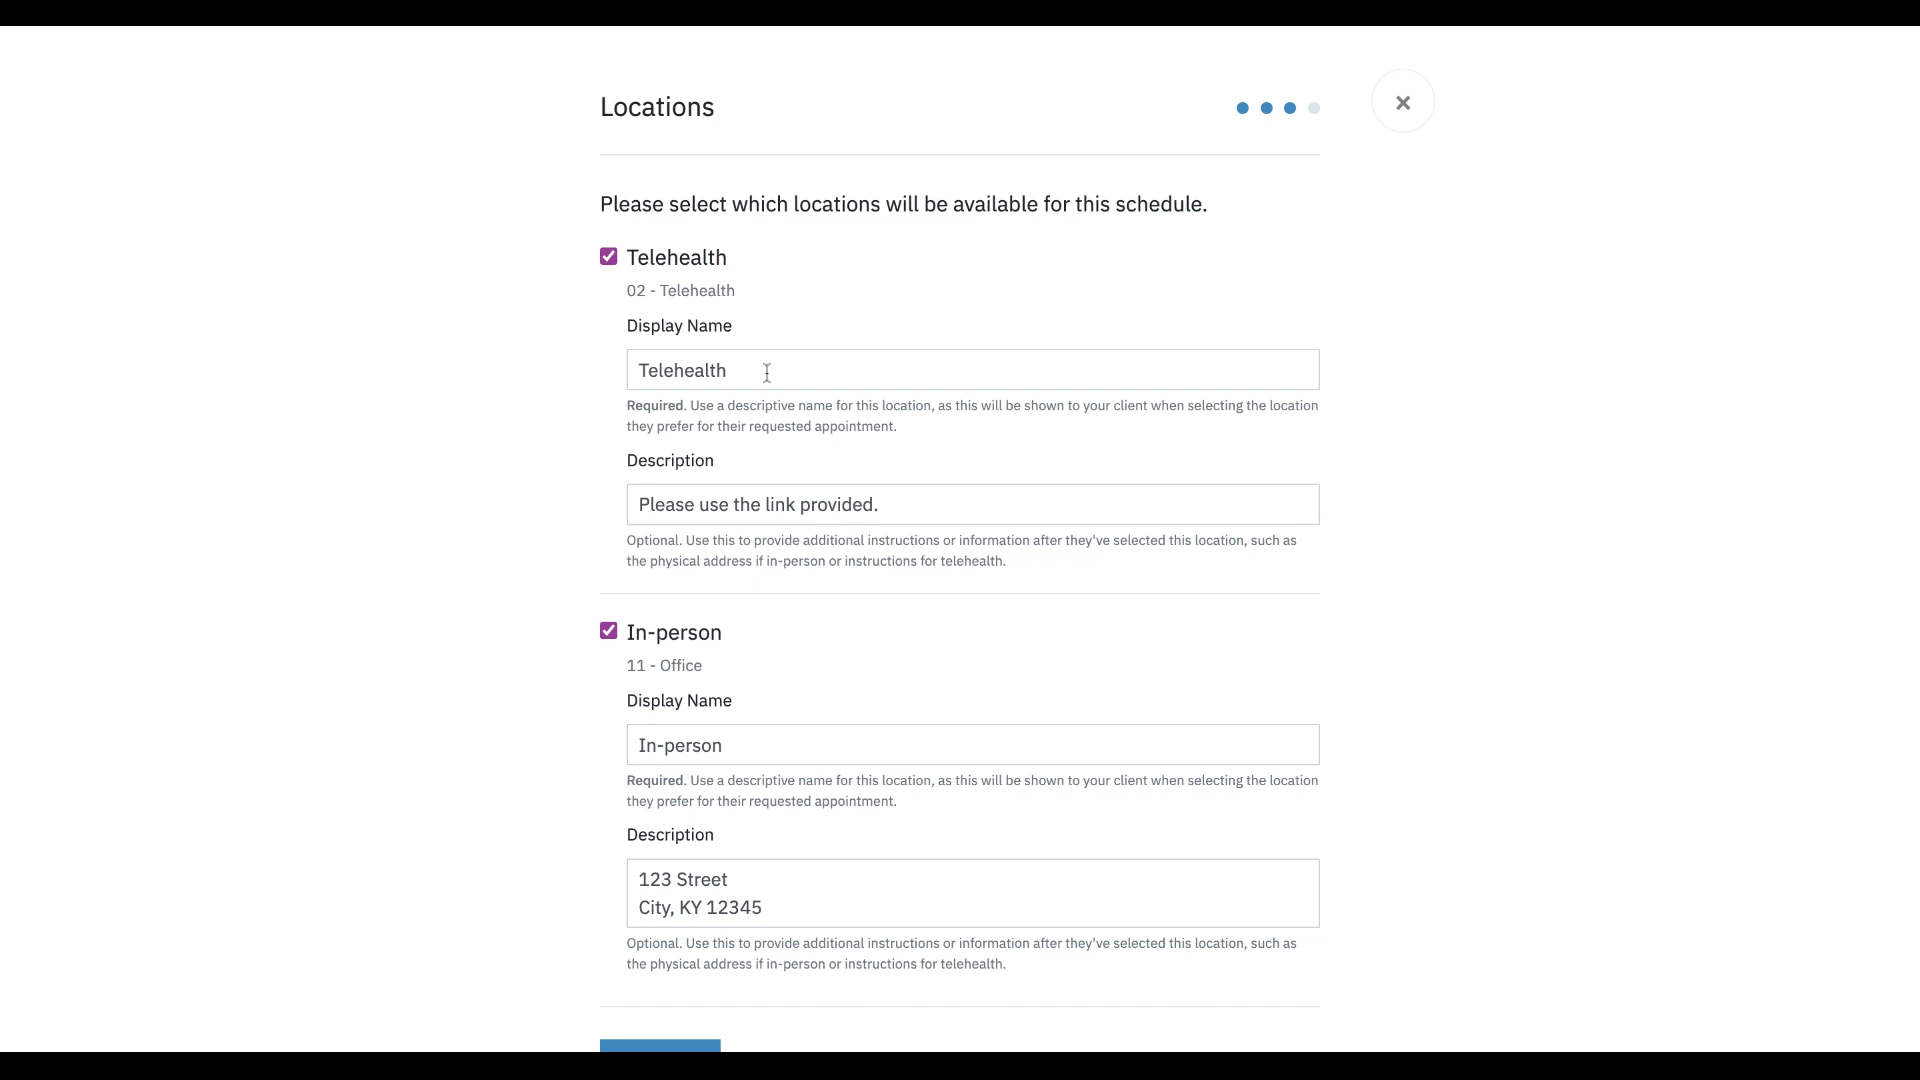 Locations
Please select which locations will be available for this schedule.
Telehealth
02 - Telehealth
Display Name
Telehealth
Required. Use a descriptive name for this location, as this will be shown to your client when selecting the location
they prefer for their requested appointment.
Description
Please use the link provided.
Optional. Use this to provide additional instructions or information after they've selected this location, such as
the physical address if in-person or instructions for telehealth.
In-person
11 - Office
Display Name
In-person
Required. Use a descriptive name for this location, as this will be shown to your client when selecting the location
they prefer for their requested appointment.
Description
123 Street
City, KY 12345
Optional. Use this to provide additional instructions or information after they've selected this location, such as
the physical address if in-person or instructions for telehealth.